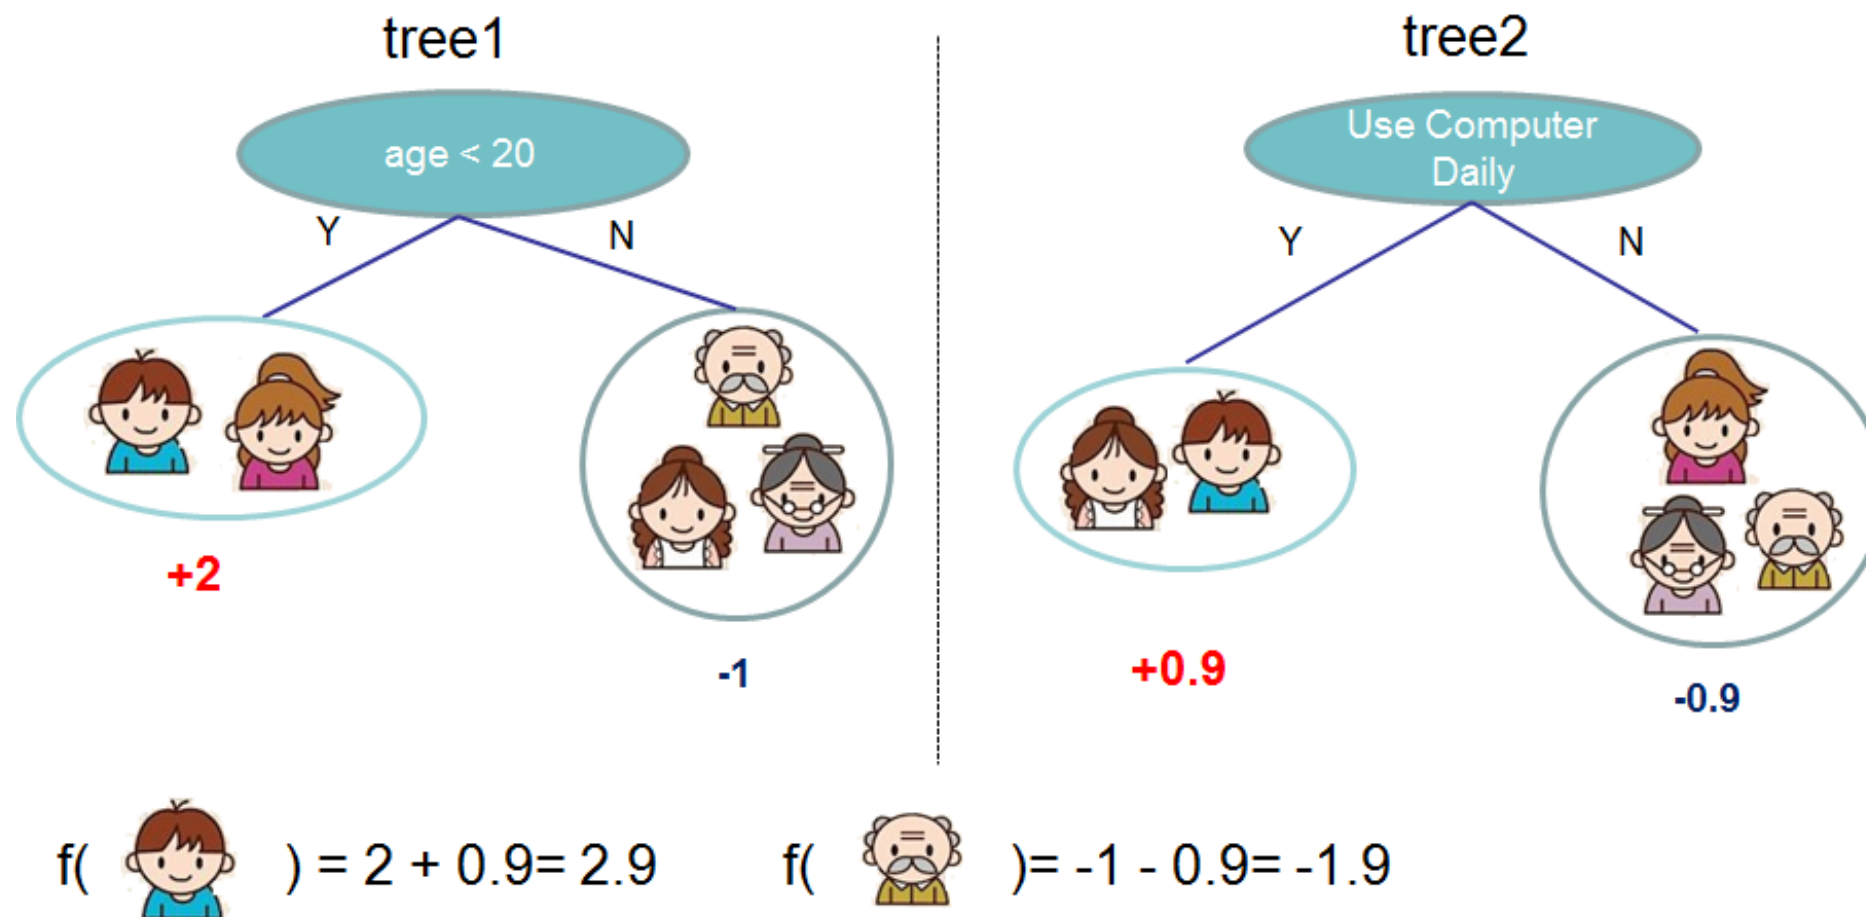 tree1
age < 20
Y
N
+2
-1
tree2
Use Computer
Daily
Y
N
+0.9
-0.9
f( ) = 2 + 0.9= 2.9
f( )= -1 - 0.9= -1.9